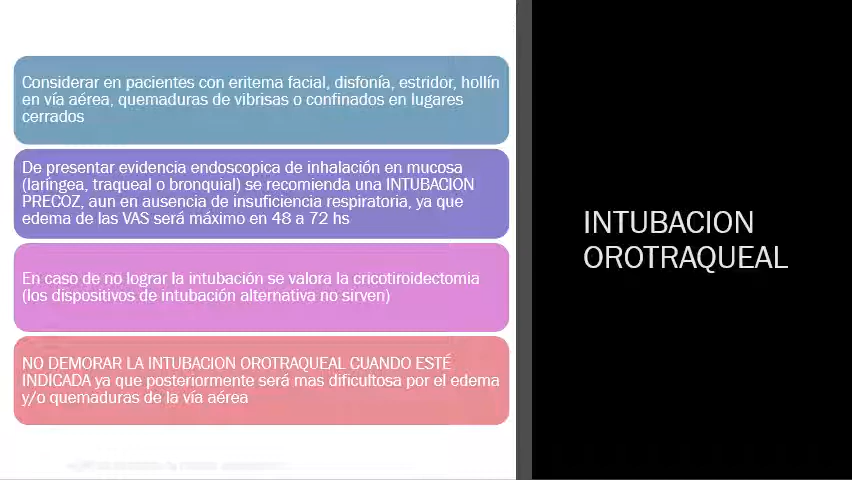 Considerar en pacientes con eritema facial, disfonía, estridor, hollín
en vía aérea, quemaduras de vibrisas o confinados en lugares
cerrados
De presentar evidencia endoscopica de inhalación en mucosa
(laríngea, traqueal o bronquial) se recomienda una INTUBACION
PRECOZ, aun en ausencia de insuficiencia respiratoria, ya que
edema de las VAS será máximo en 48 a 72 hs
En caso de no lograr la intubación se valora la cricotiroidectomia
(los dispositivos de intubación alternativa no sirven)
NO DEMORAR LA INTUBACION OROTRAQUEAL CUANDO ESTÉ
INDICADA ya que posteriormente será mas dificultosa por el edema
y/o quemaduras de la vía aérea
INTUBACION
OROTRAQUEAL